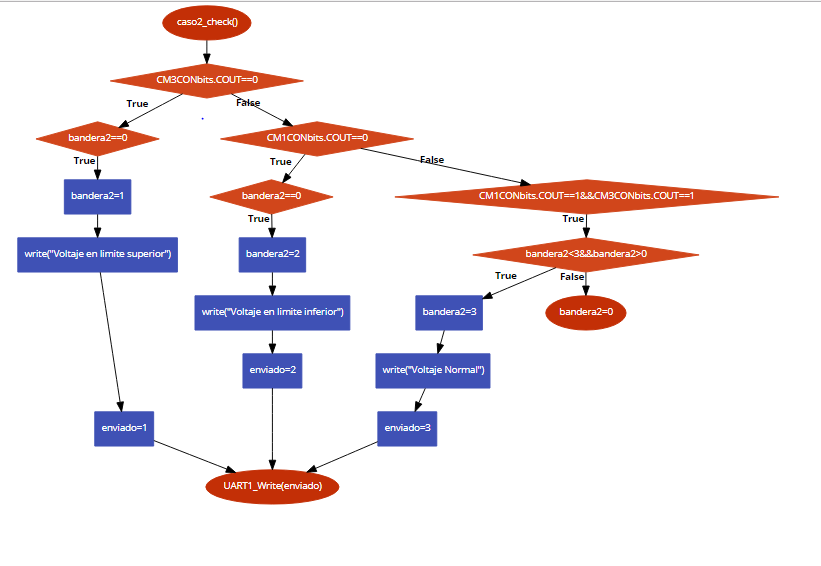 caso2_check()
CM3CONbits.COUT==0
True
False
bandera2==0
CM1CONbits.COUT==0
True
True
False
bandera2=1
bandera2==0
CM1CONbits.COUT==1&&CM3CONbits.COUT==1
True
True
write("Voltaje en limite superior")
bandera2=2
bandera2<3&&bandera2>0
True
False
write("Voltaje en limite inferior")
bandera2=3
bandera2=0
enviado=2
write("Voltaje Normal")
enviado=1
enviado=3
UART1_Write(enviado)